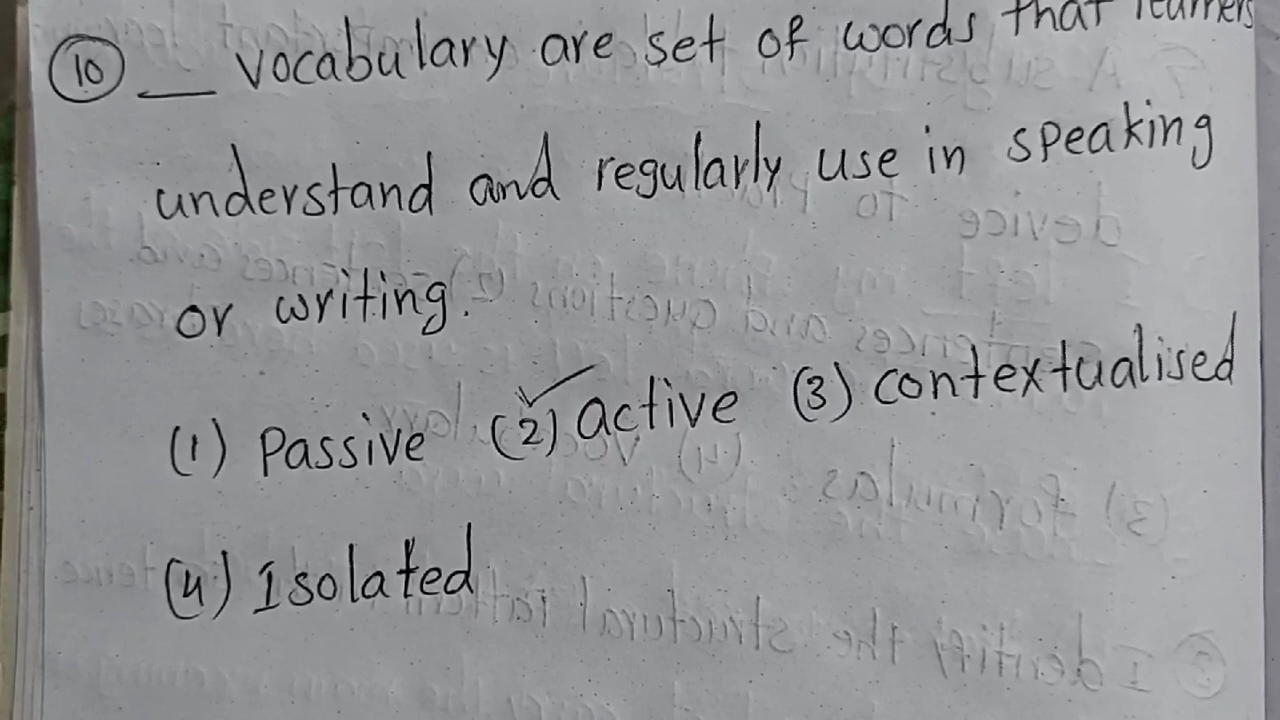 (10) __ vocabulary are set of words that learners
understand and regularly use in speaking
or writing.
(1) Passive (2) active (3) contextualised
(4) Isolated